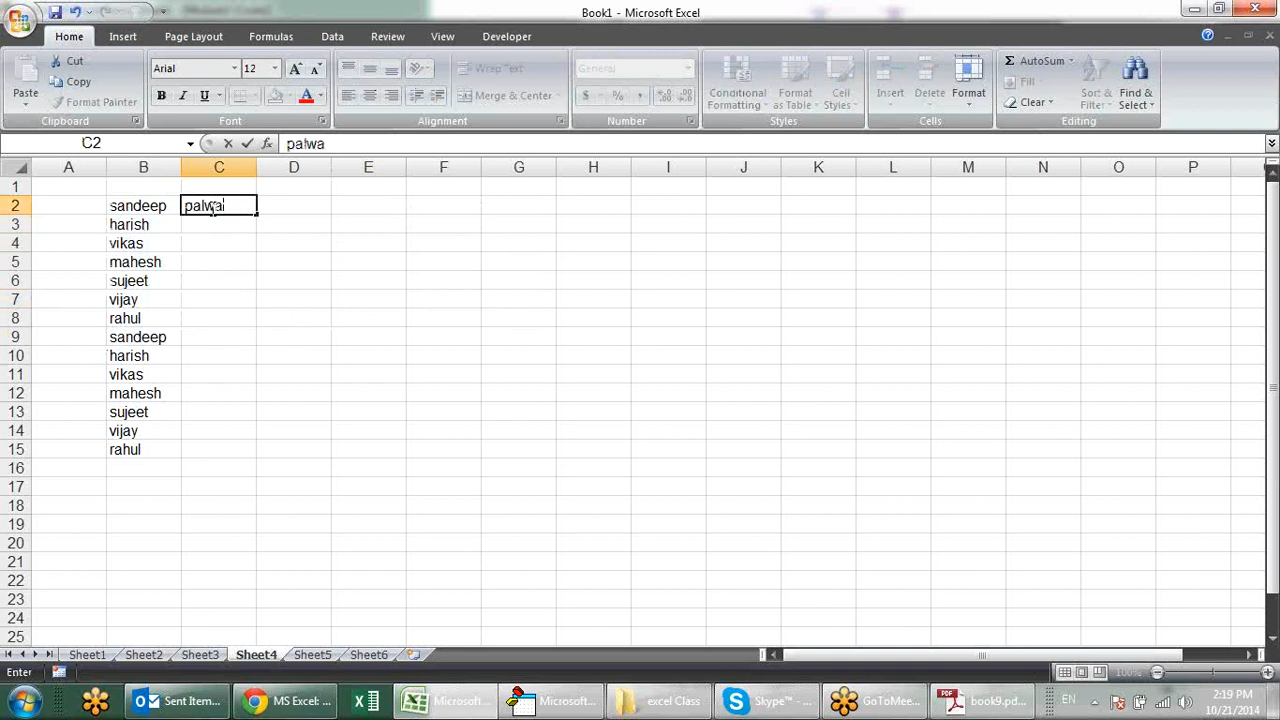 Book1 - Microsoft Excel
Home Insert Page Layout Formulas Data Review View Developer
Paste Cut Copy Format Painter Clipboard
Arial 12 B I U A Font
Wrap Text Merge & Center Alignment
General $ % , Number
Conditional Formatting Format as Table Cell Styles Styles
Insert Delete Format Cells
AutoSum Fill Clear Sort & Filter Find & Select Editing
C2 fx palwa
A B C D E F G H I J K L M N O P
1
2 sandeep palwa
3 harish
4 vikas
5 mahesh
6 sujeet
7 vijay
8 rahul
9 sandeep
10 harish
11 vikas
12 mahesh
13 sujeet
14 vijay
15 rahul
16
17
18
19
20
21
22
23
24
25
Sheet1 Sheet2 Sheet3 Sheet4 Sheet5 Sheet6
Enter 100%
Sent Item... MS Excel: ... Microsoft... Microsoft... excel Class Skype™ - ... GoToMee... book9.pd... EN 2:19 PM
10/21/2014